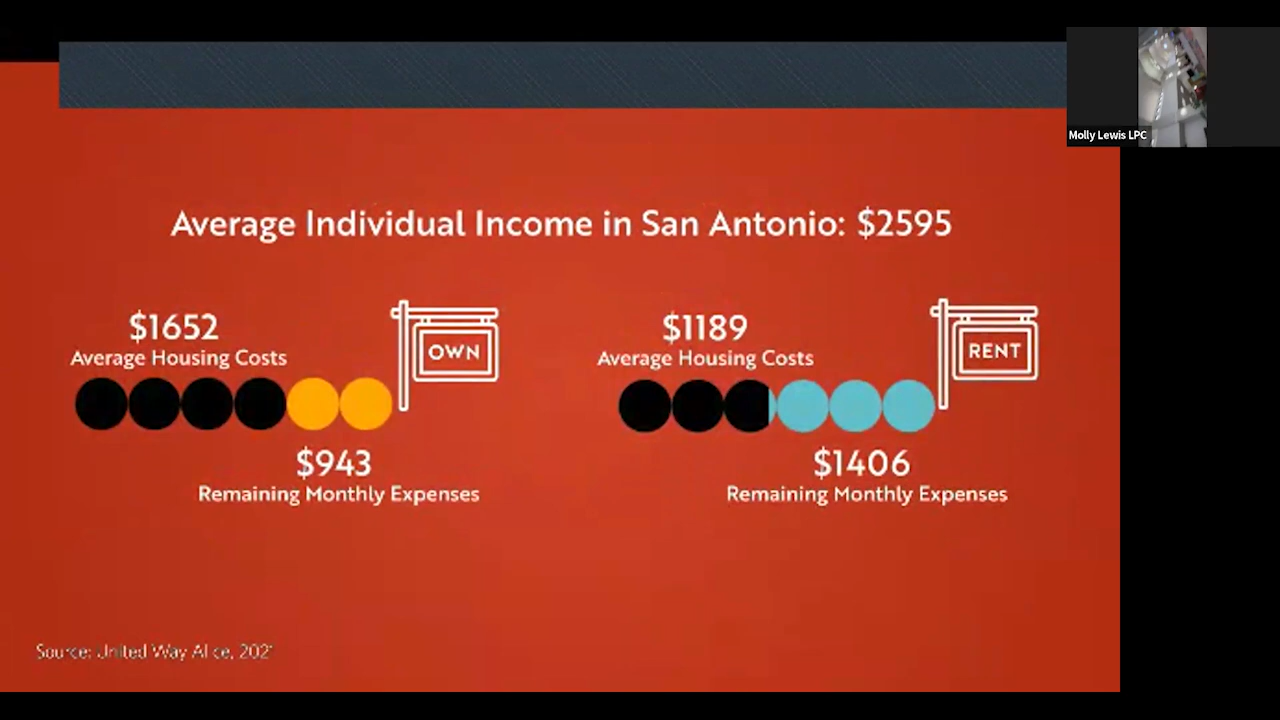 Molly Lewis LPC
Average Individual Income in San Antonio: $2595
$1652
Average Housing Costs
OWN
$943
Remaining Monthly Expenses
$1189
Average Housing Costs
RENT
$1406
Remaining Monthly Expenses
Source: United Way Alice, 2021